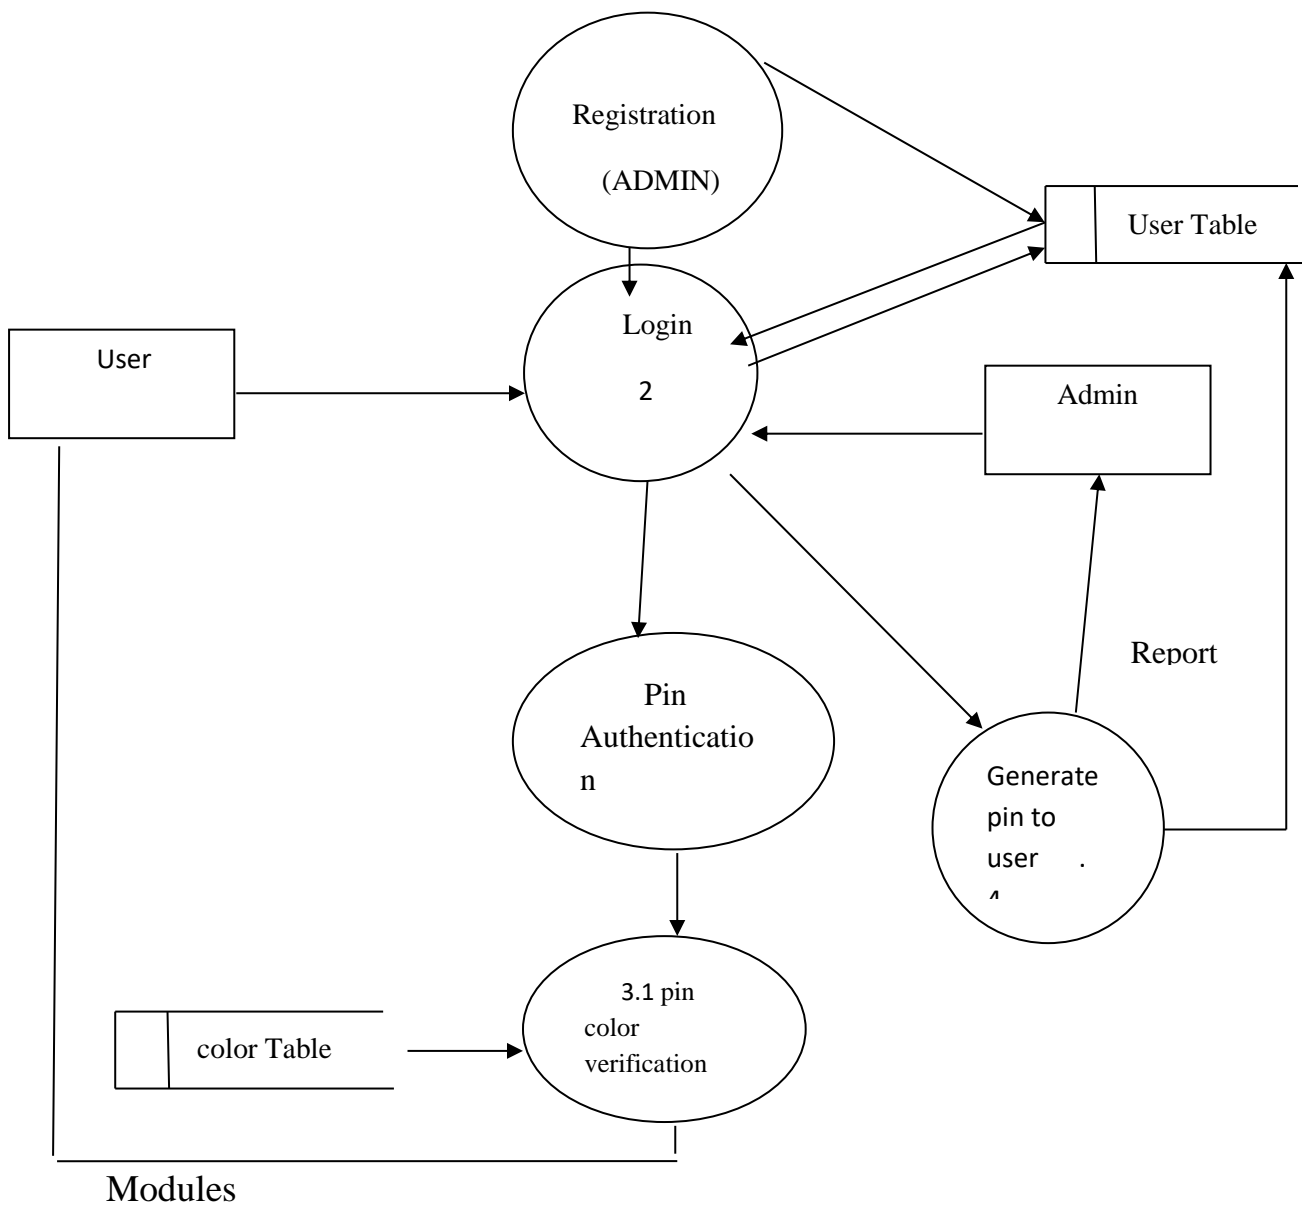 Registration
(ADMIN)
User Table
Login
2
User
Admin
Report
Pin
Authenticatio
n
Generate
pin to
user .
4
3.1 pin
color
verification
color Table
Modules